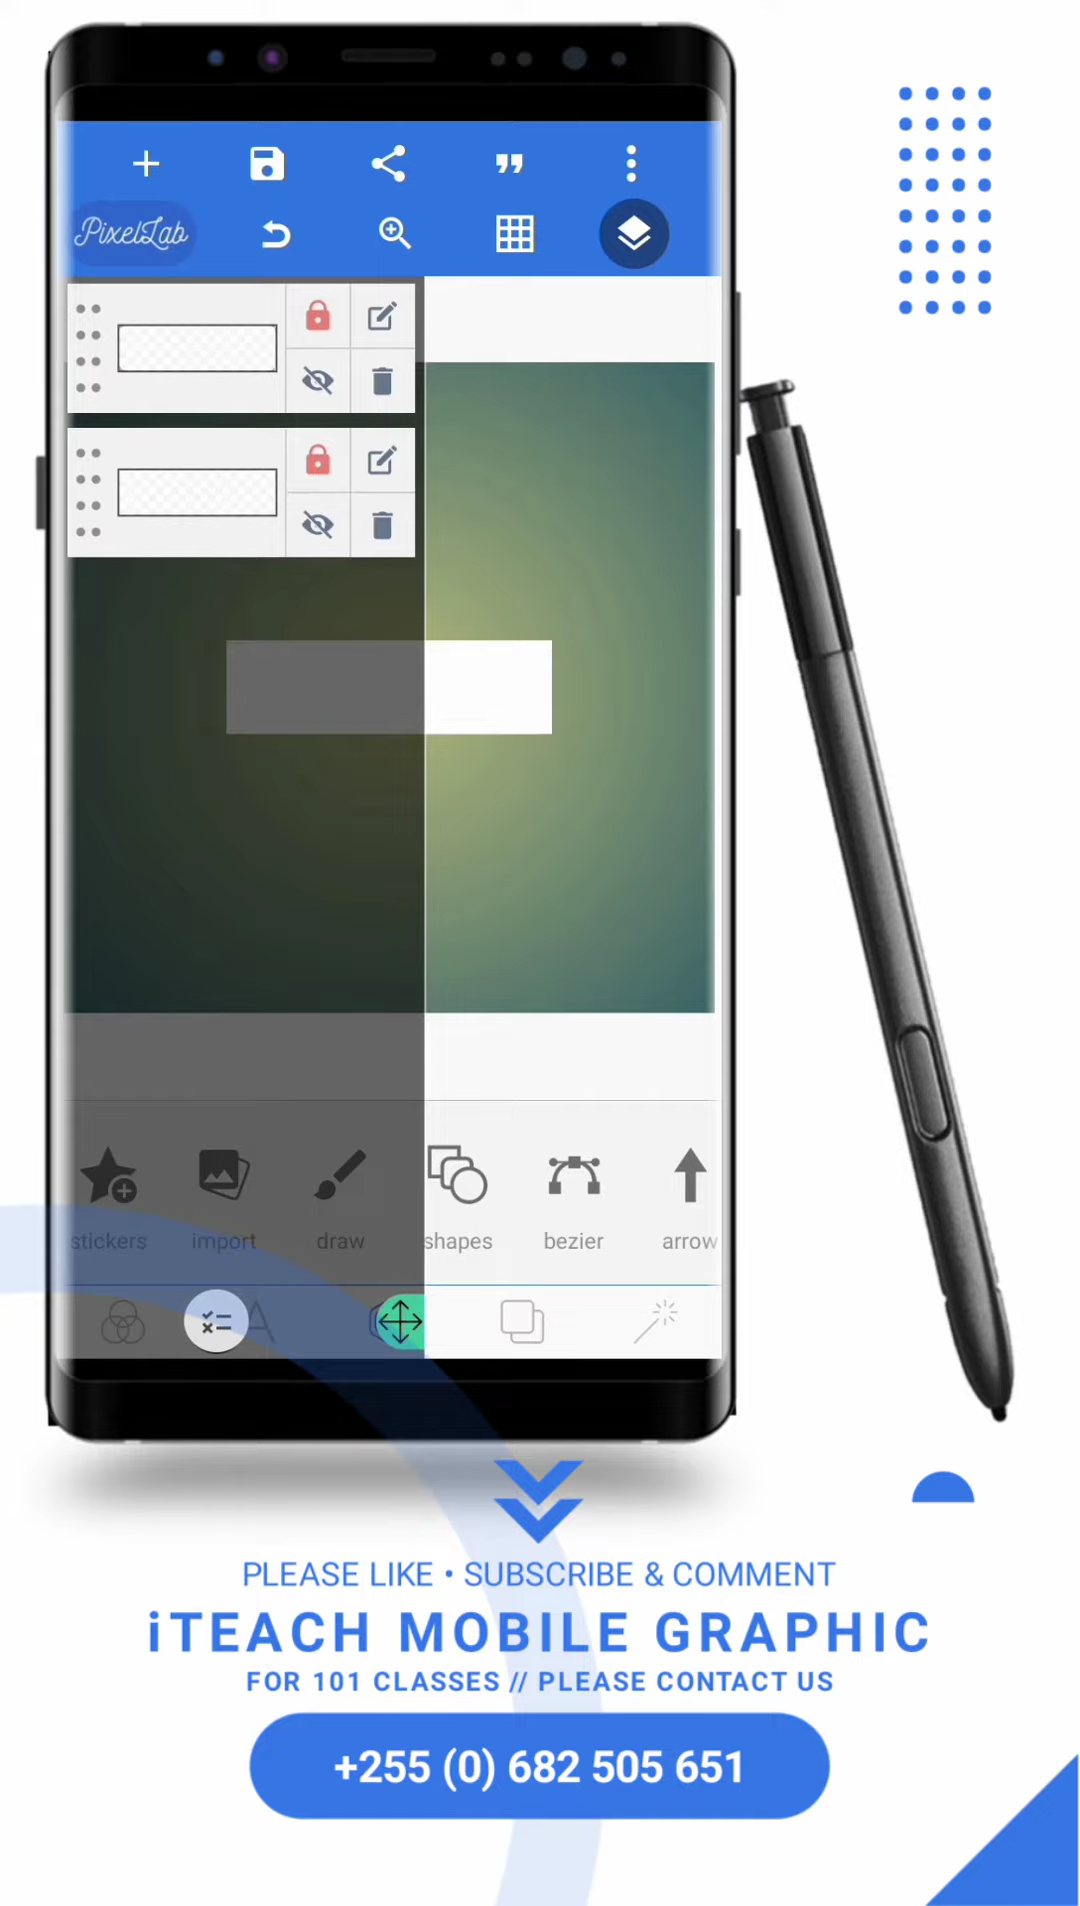 PixelLab
stickers import draw shapes bezier arrow
PLEASE LIKE • SUBSCRIBE & COMMENT
iTEACH MOBILE GRAPHIC
FOR 101 CLASSES // PLEASE CONTACT US
+255 (0) 682 505 651